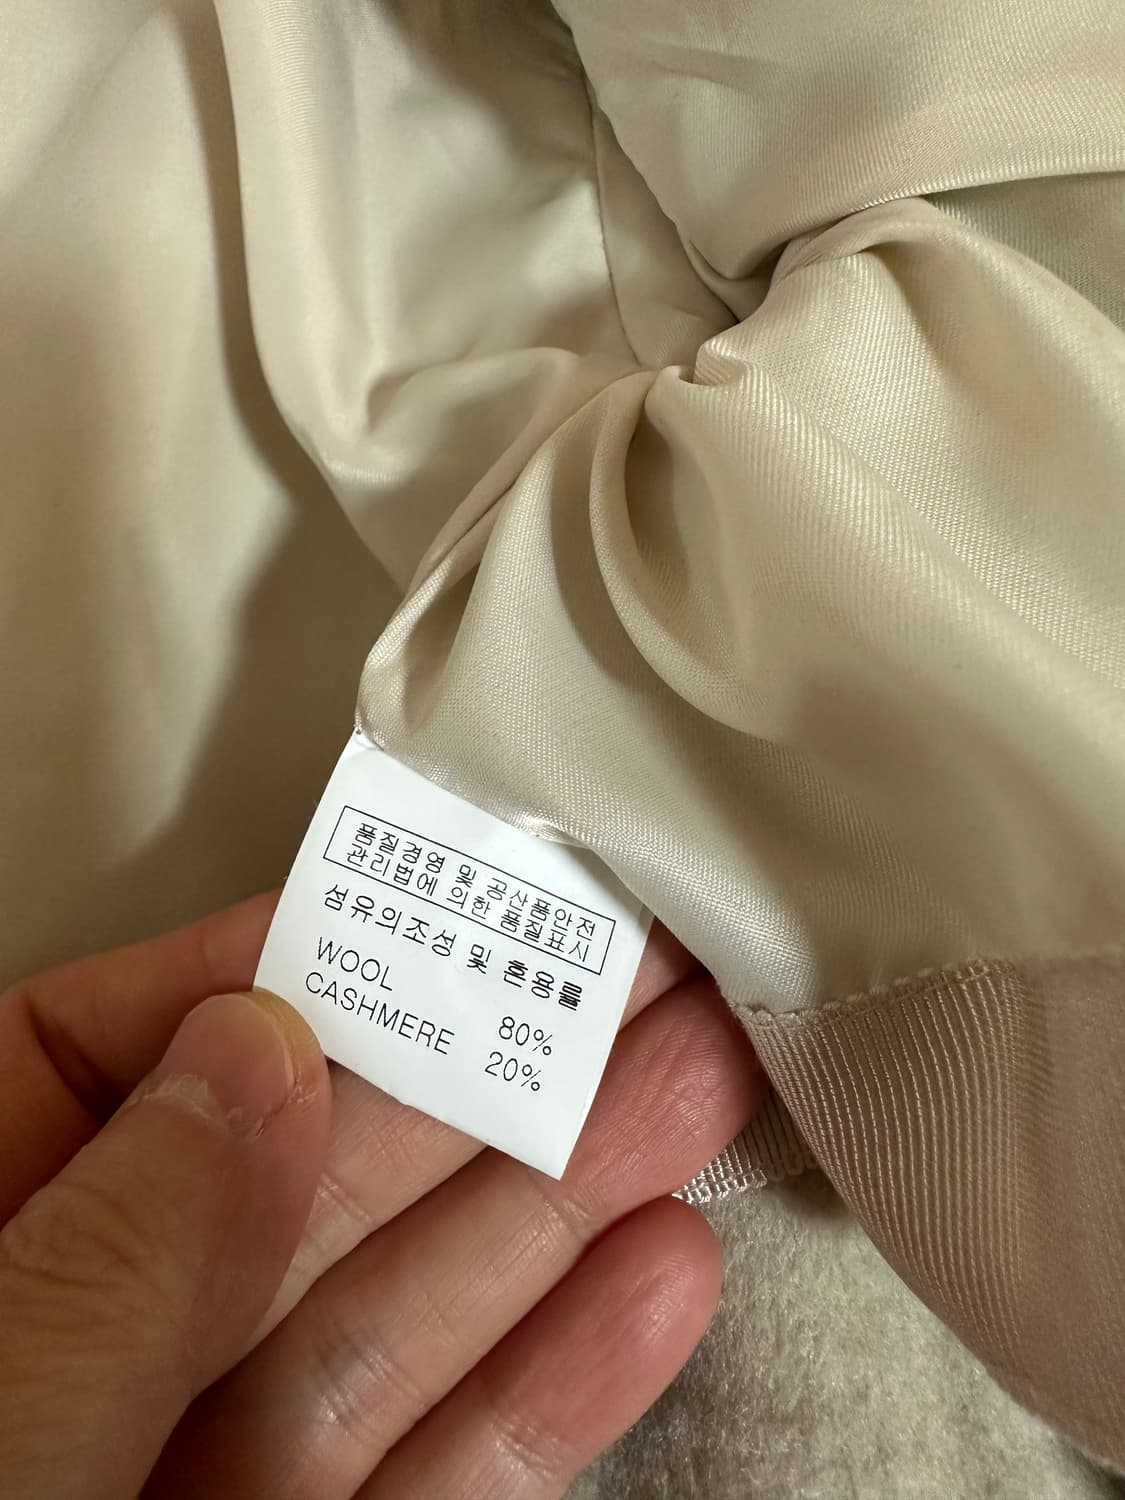 품질경영 및 공산품안전
관리법에 의한 품질표시
섬유의조성 및 혼용률
WOOL 80%
CASHMERE 20%